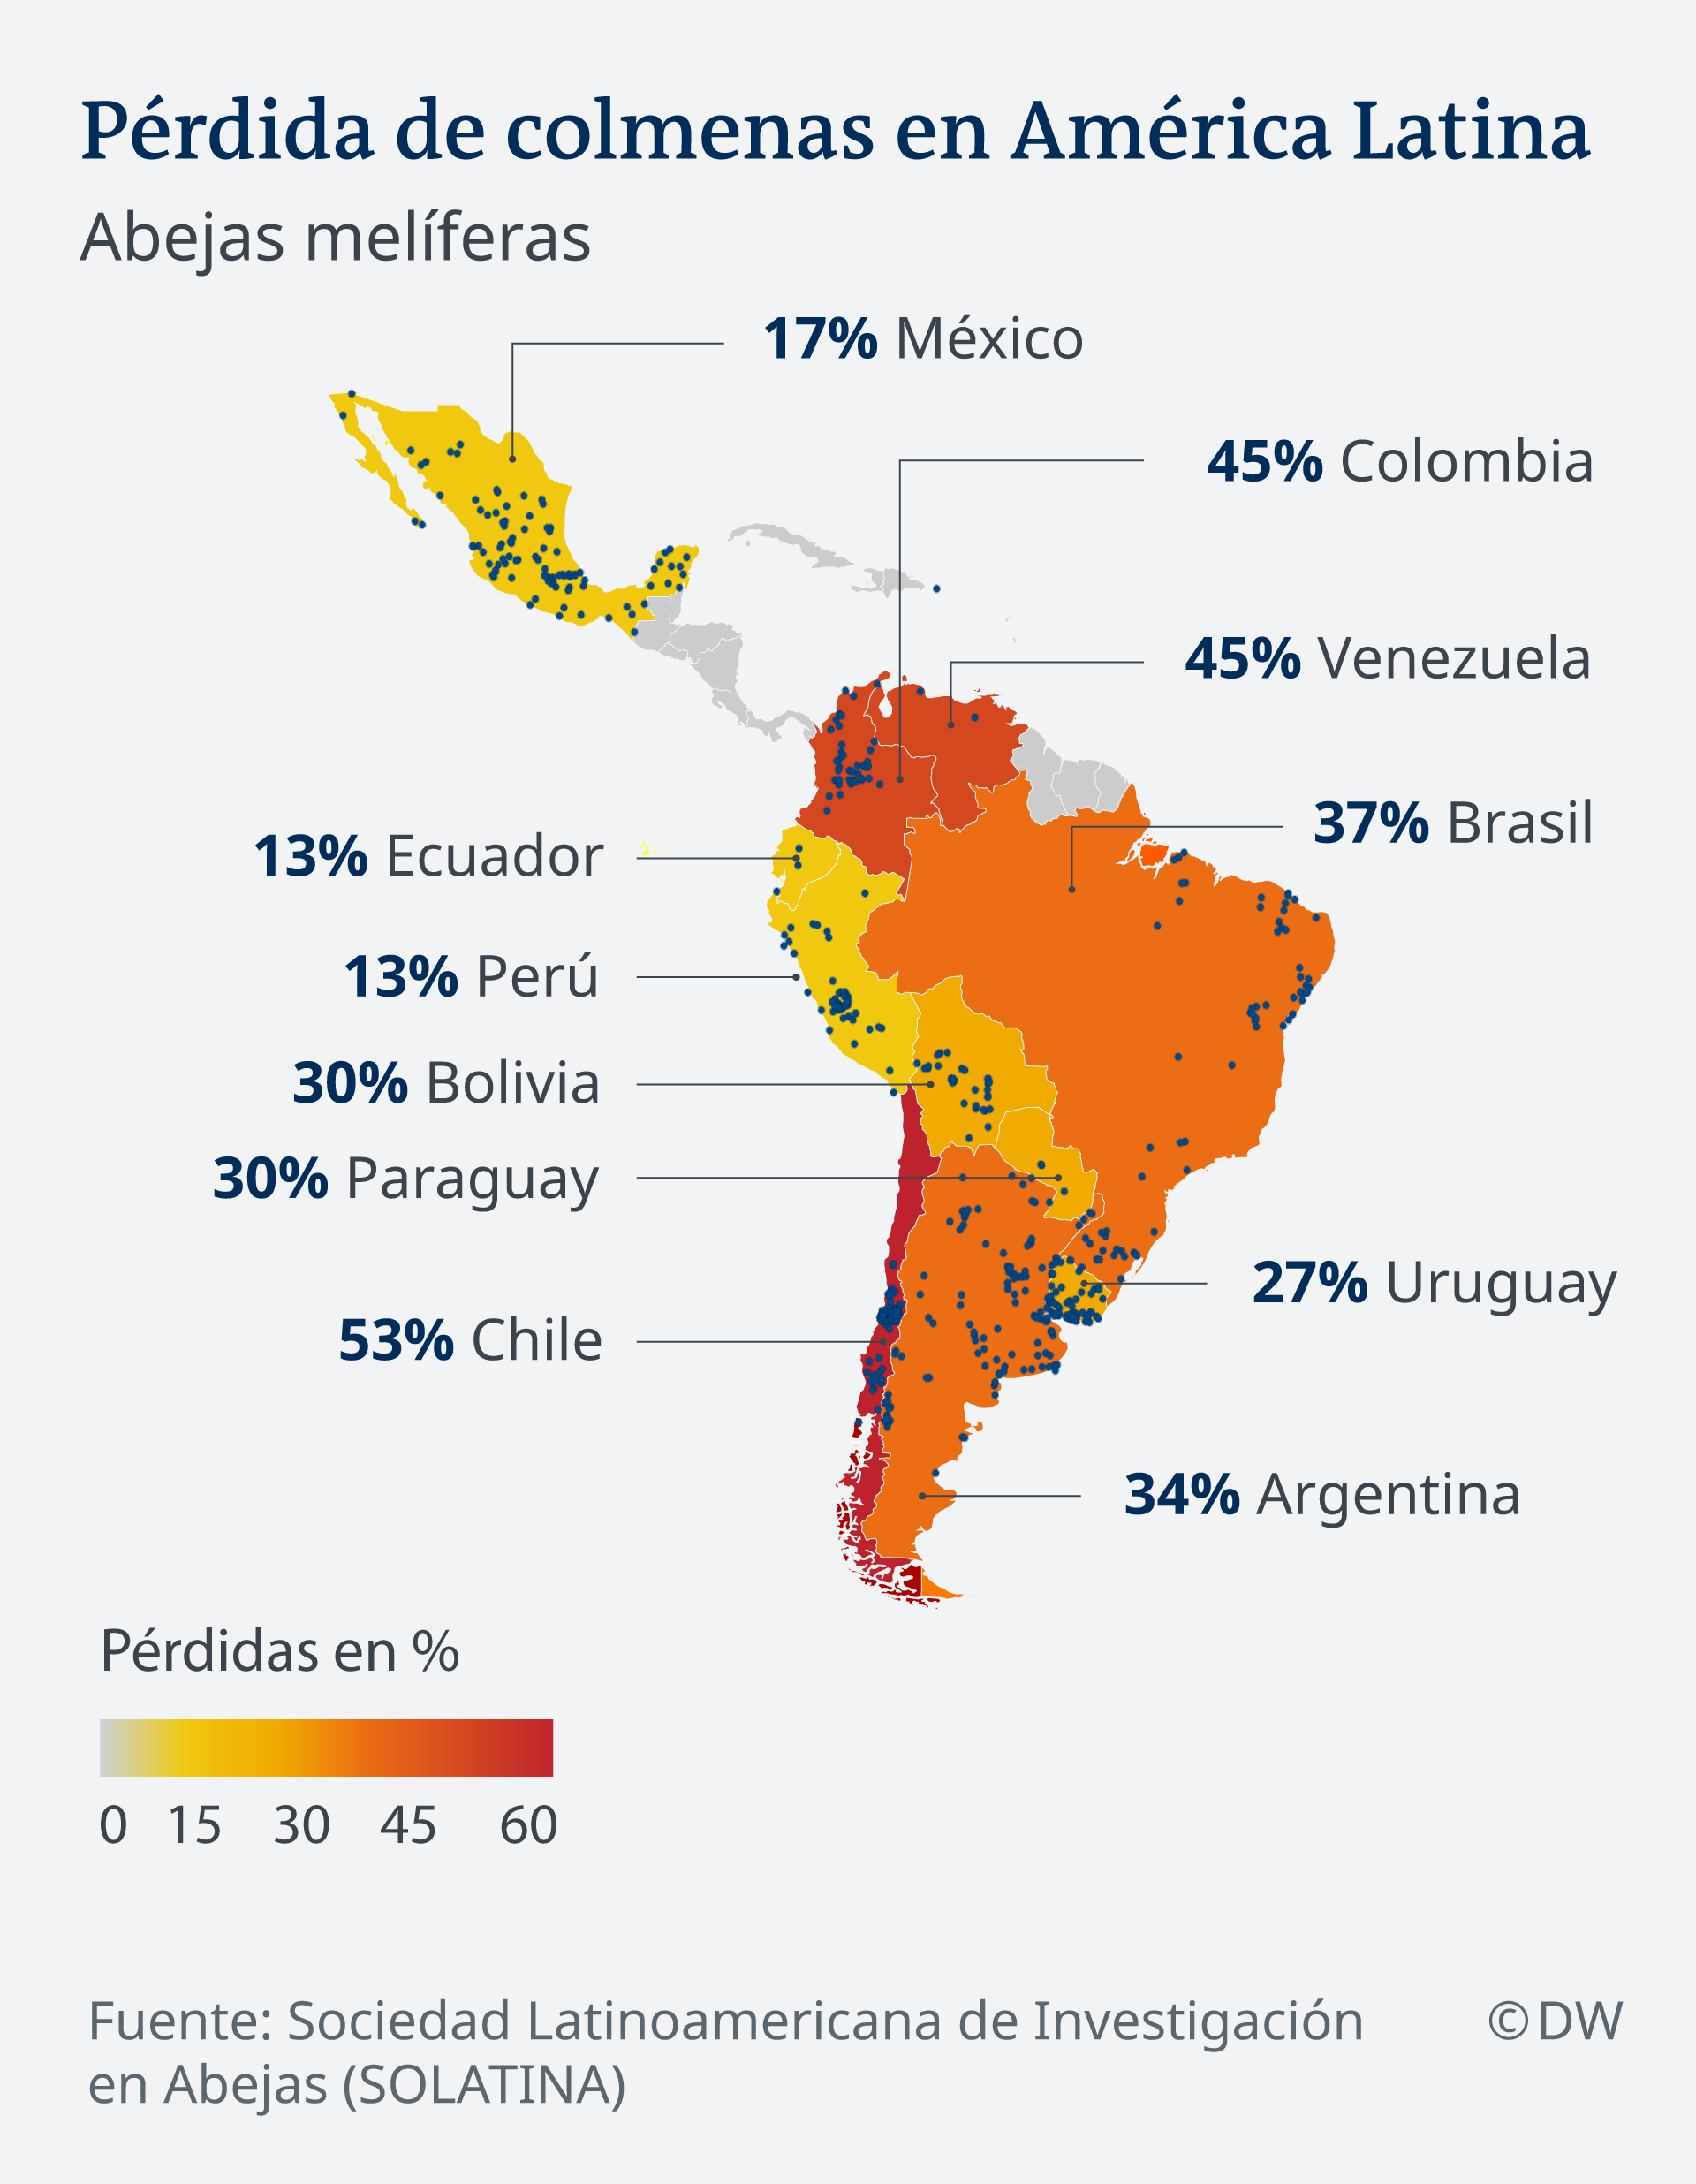 Pérdida de colmenas en América Latina
Abejas melíferas
17% México
45% Colombia
45% Venezuela
37% Brasil
13% Ecuador
13% Perú
30% Bolivia
30% Paraguay
27% Uruguay
53% Chile
34% Argentina
Pérdidas en %
0 15 30 45 60
Fuente: Sociedad Latinoamericana de Investigación
en Abejas (SOLATINA)
© DW